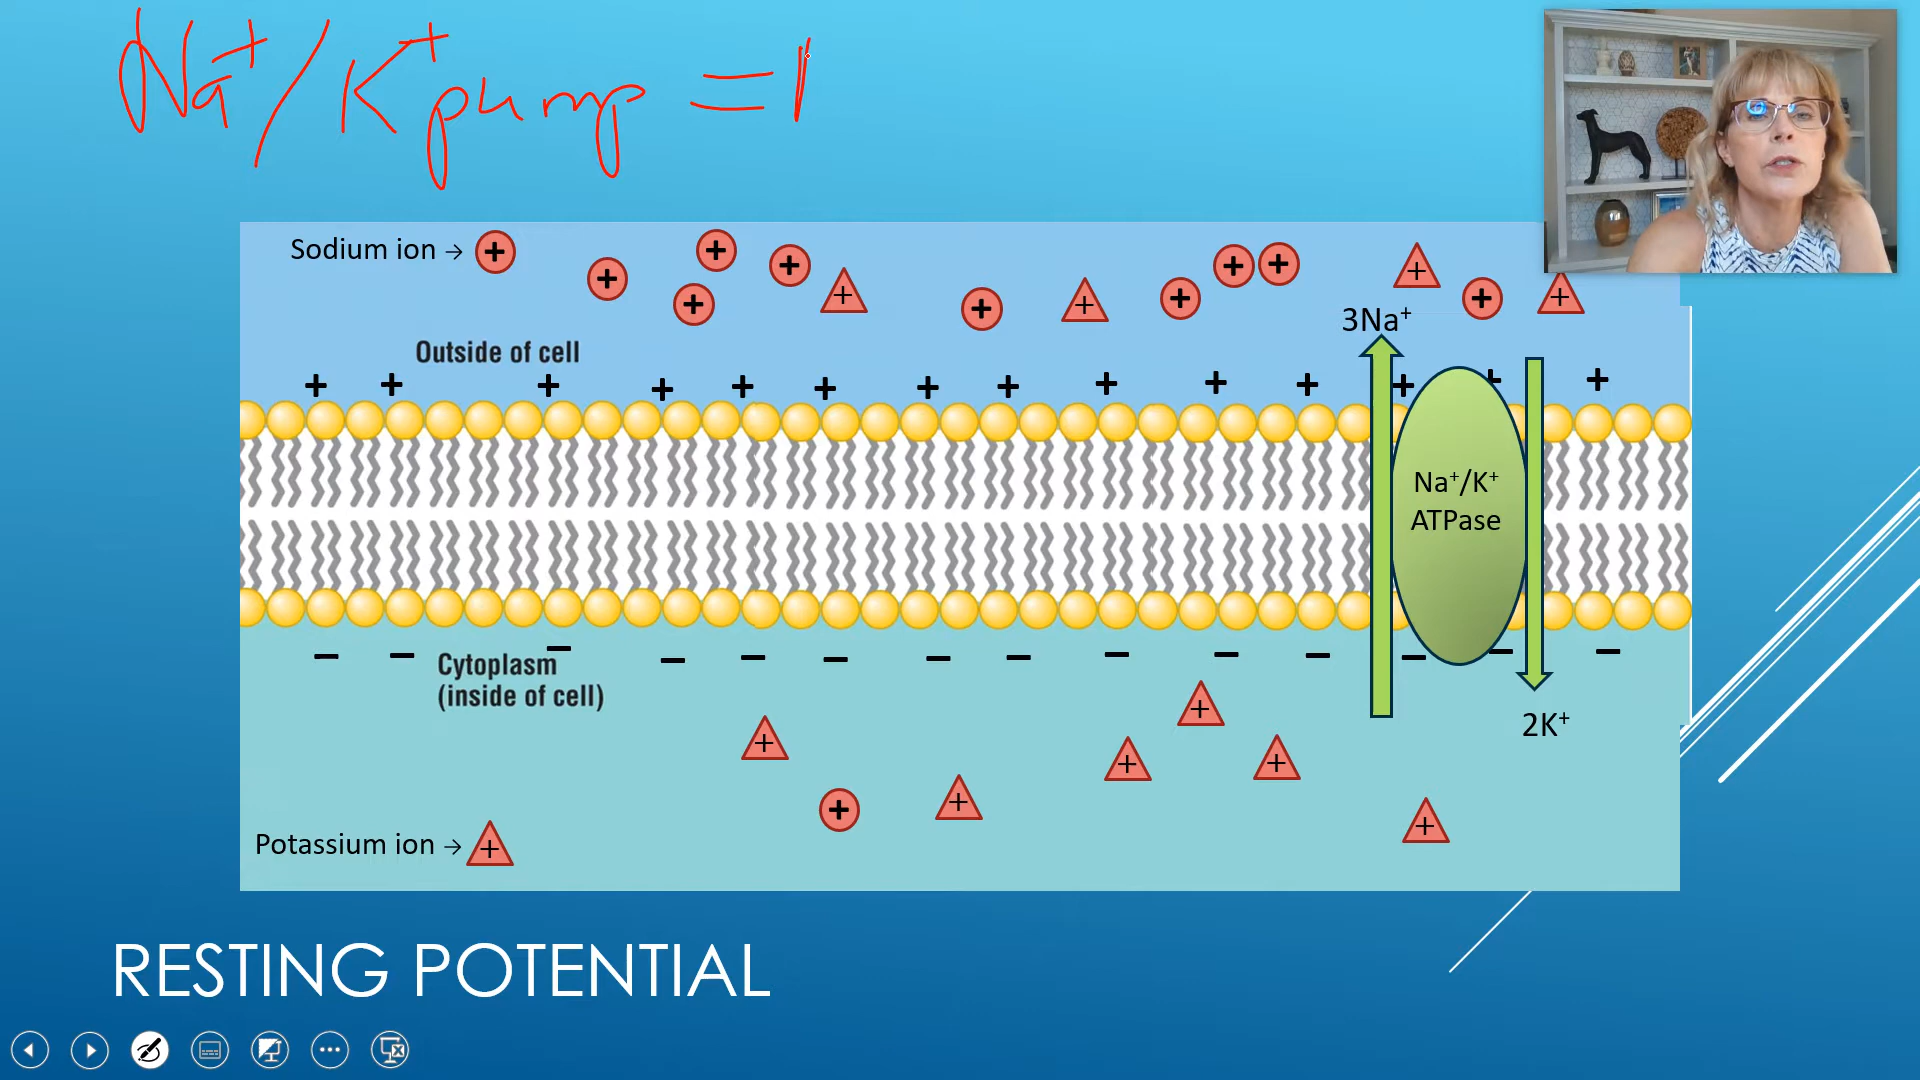 Na⁺/K⁺ pump =
Sodium ion →
3Na⁺
Outside of cell
Na⁺/K⁺
ATPase
Cytoplasm
(inside of cell)
2K⁺
Potassium ion →
RESTING POTENTIAL